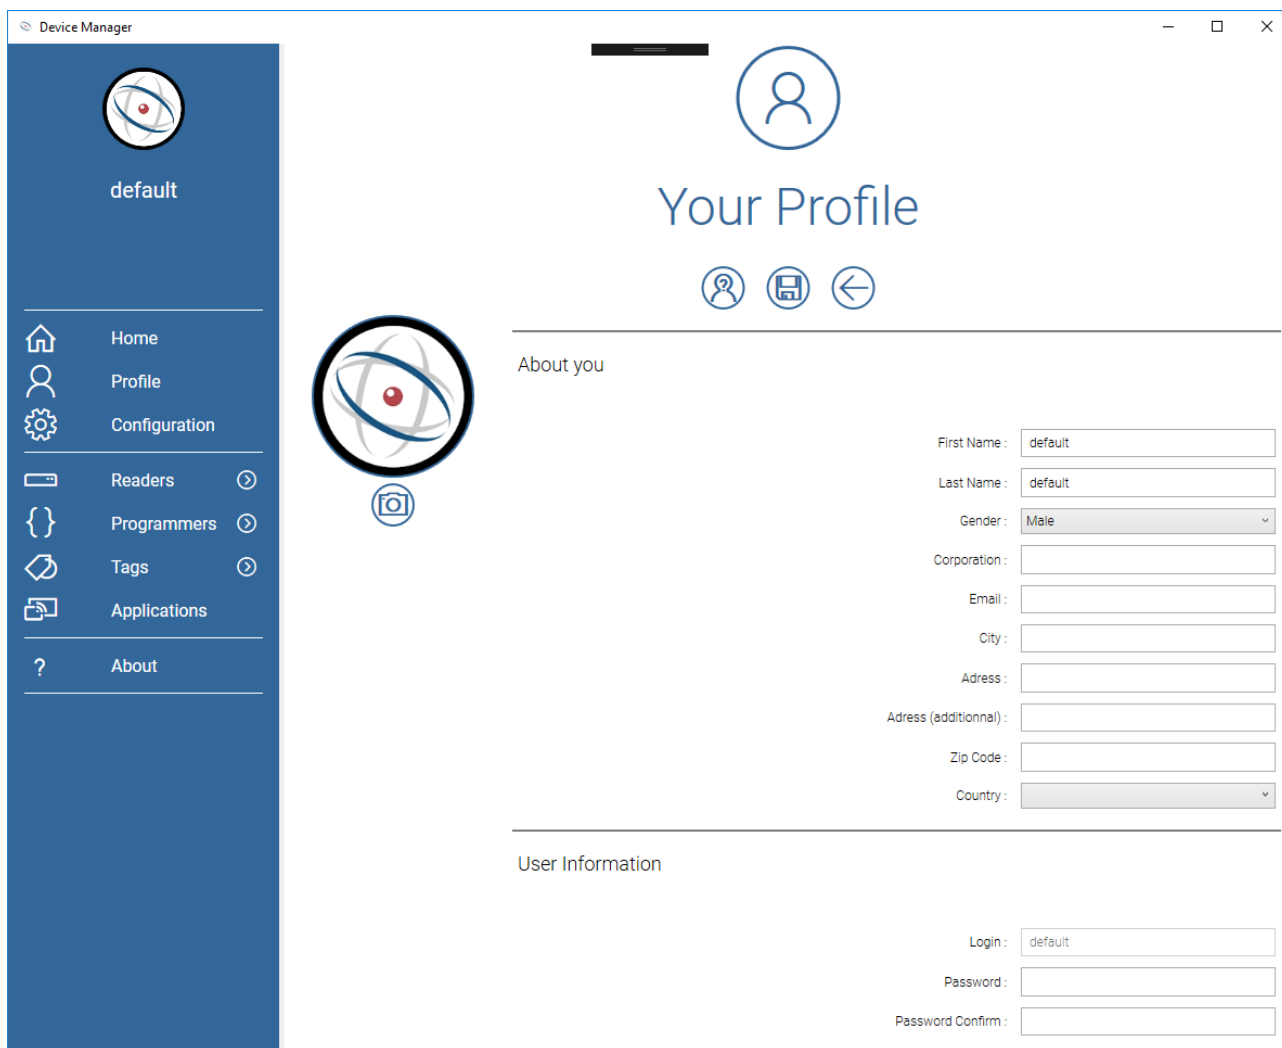 Device Manager
default
Home
Profile
Configuration
Readers
Programmers
Tags
Applications
?
About
Your Profile
?
About you
First Name : default
Last Name : default
Gender : Male
Corporation :
Email :
City :
Adress :
Adress (additionnal) :
Zip Code :
Country :
User Information
Login : default
Password :
Password Confirm :